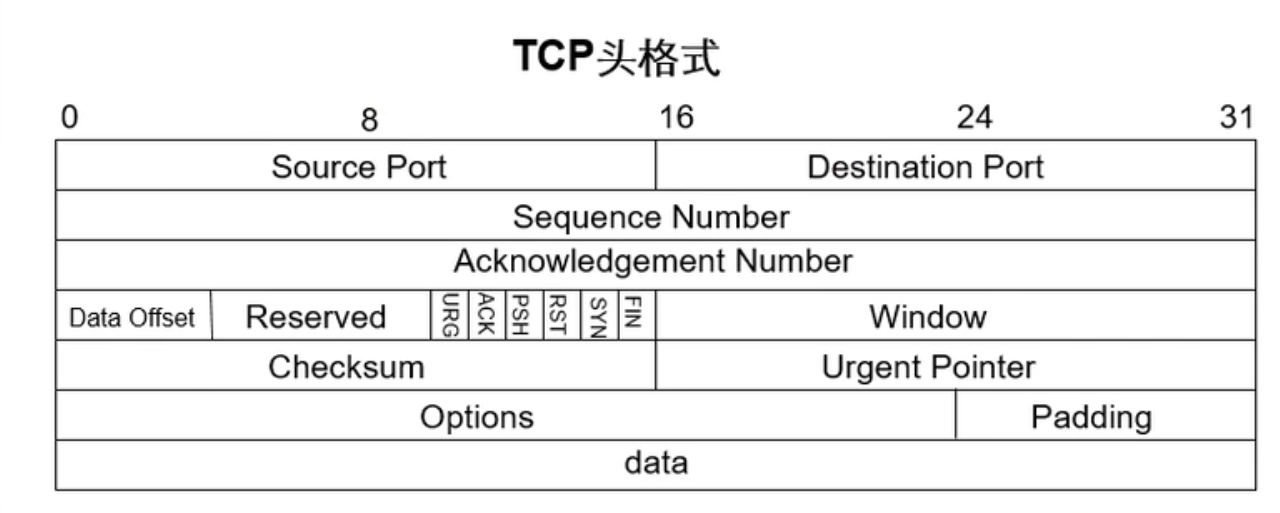 TCP头格式
0 8 16 24 31
Source Port Destination Port
Sequence Number
Acknowledgement Number
Data Offset Reserved URG ACK PSH RST SYN FIN Window
Checksum Urgent Pointer
Options Padding
data